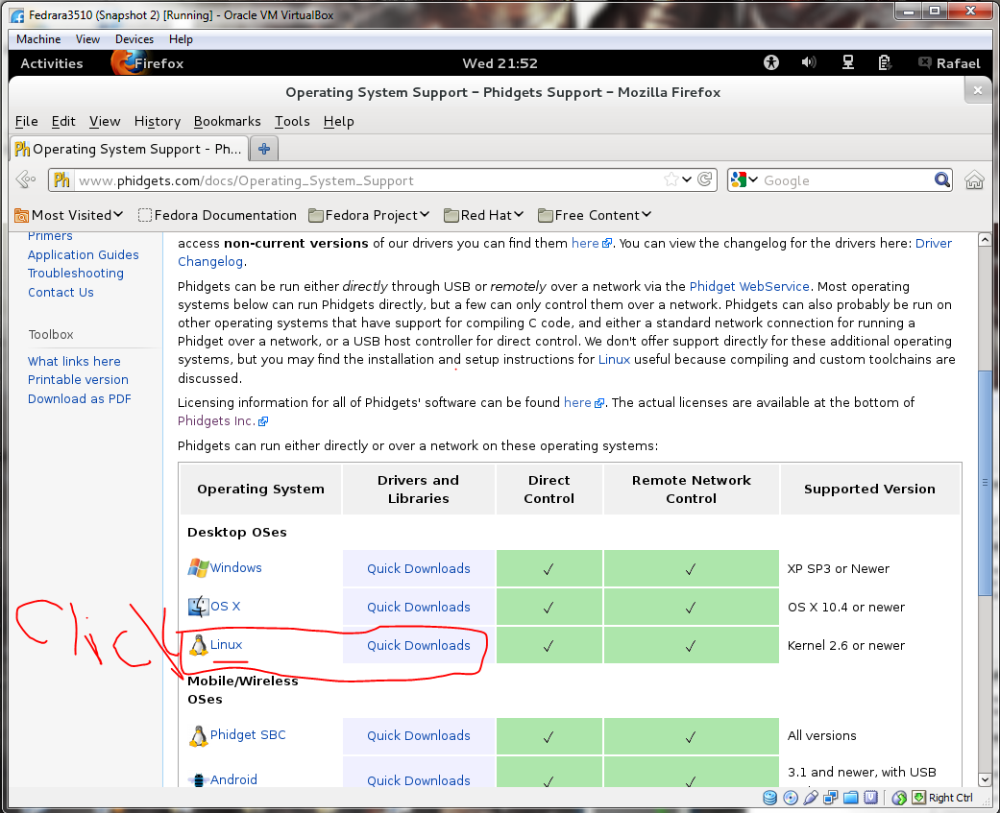 Fedrara3510 (Snapshot 2) [Running] - Oracle VM VirtualBox
Machine View Devices Help
Activities Firefox Wed 21:52 Rafael
Operating System Support – Phidgets Support – Mozilla Firefox
File Edit View History Bookmarks Tools Help
Ph Operating System Support - Ph...
Ph www.phidgets.com/docs/Operating_System_Support Google
Most Visited Fedora Documentation Fedora Project Red Hat Free Content
Primers
Application Guides
Troubleshooting
Contact Us
Toolbox
What links here
Printable version
Download as PDF
access non-current versions of our drivers you can find them here. You can view the changelog for the drivers here: Driver
Changelog.
Phidgets can be run either directly through USB or remotely over a network via the Phidget WebService. Most operating
systems below can run Phidgets directly, but a few can only control them over a network. Phidgets can also probably be run on
other operating systems that have support for compiling C code, and either a standard network connection for running a
Phidget over a network, or a USB host controller for direct control. We don't offer support directly for these additional operating
systems, but you may find the installation and setup instructions for Linux useful because compiling and custom toolchains are
discussed.
Licensing information for all of Phidgets' software can be found here. The actual licenses are available at the bottom of
Phidgets Inc.
Phidgets can run either directly or over a network on these operating systems:
Operating System Drivers and Libraries Direct Control Remote Network Control Supported Version
Desktop OSes
Windows Quick Downloads ✓ ✓ XP SP3 or Newer
OS X Quick Downloads ✓ ✓ OS X 10.4 or newer
Click
Linux Quick Downloads ✓ ✓ Kernel 2.6 or newer
Mobile/Wireless
OSes
Phidget SBC Quick Downloads ✓ ✓ All versions
Android Quick Downloads ✓ ✓ 3.1 and newer, with USB
Right Ctrl